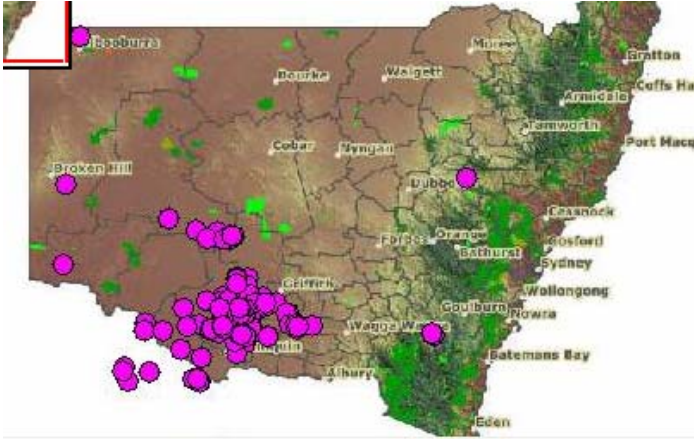 Tibooburra
Moree
Grafton
Bourke
Walgett
Coffs Ha
Armidale
Tamworth
Cobar
Nyngan
Port Macq
Broken Hill
Dubbo
Cessnock
Forbes
Orange
Gosford
Bathurst
Sydney
Griffith
Wollongong
Goulburn
Nowra
Wagga Wagga
Batemans Bay
Albury
Eden